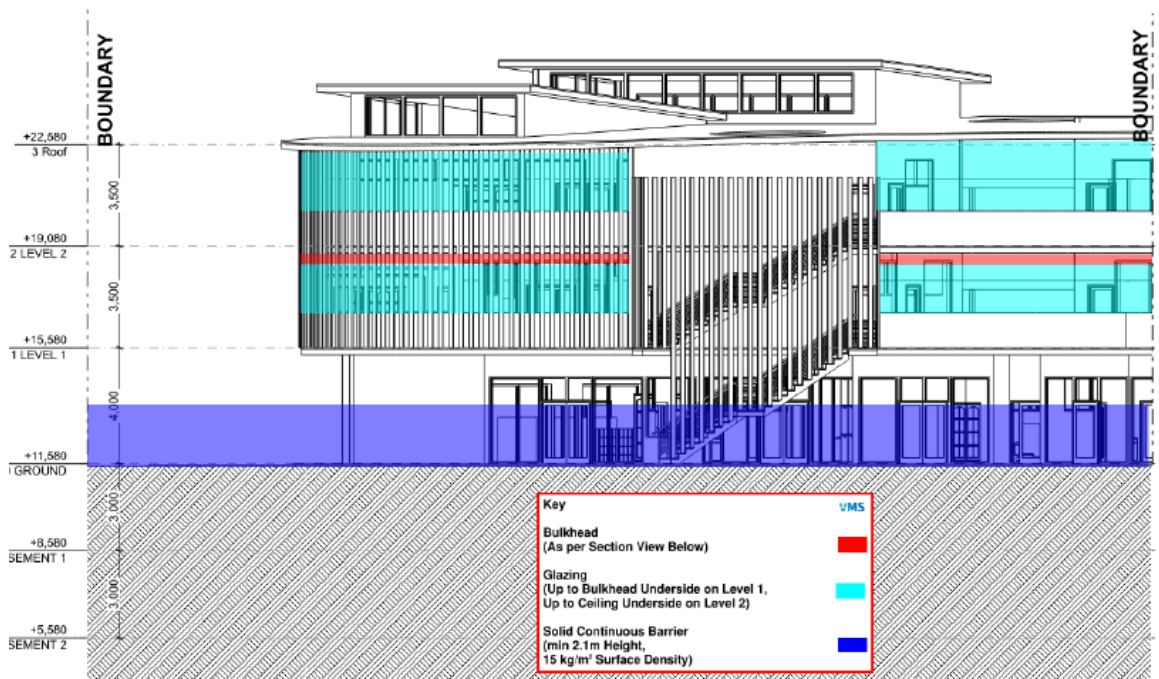 BOUNDARY
BOUNDARY
+22,580
3 Roof
3,500
+19,080
2 LEVEL 2
3,500
+15,580
1 LEVEL 1
4,000
+11,580
GROUND
3,000
+8,580
SEMENT 1
3,000
+5,580
SEMENT 2
Key
VMS
Bulkhead
(As per Section View Below)
Glazing
(Up to Bulkhead Underside on Level 1,
Up to Ceiling Underside on Level 2)
Solid Continuous Barrier
(min 2.1m Height,
15 kg/m² Surface Density)